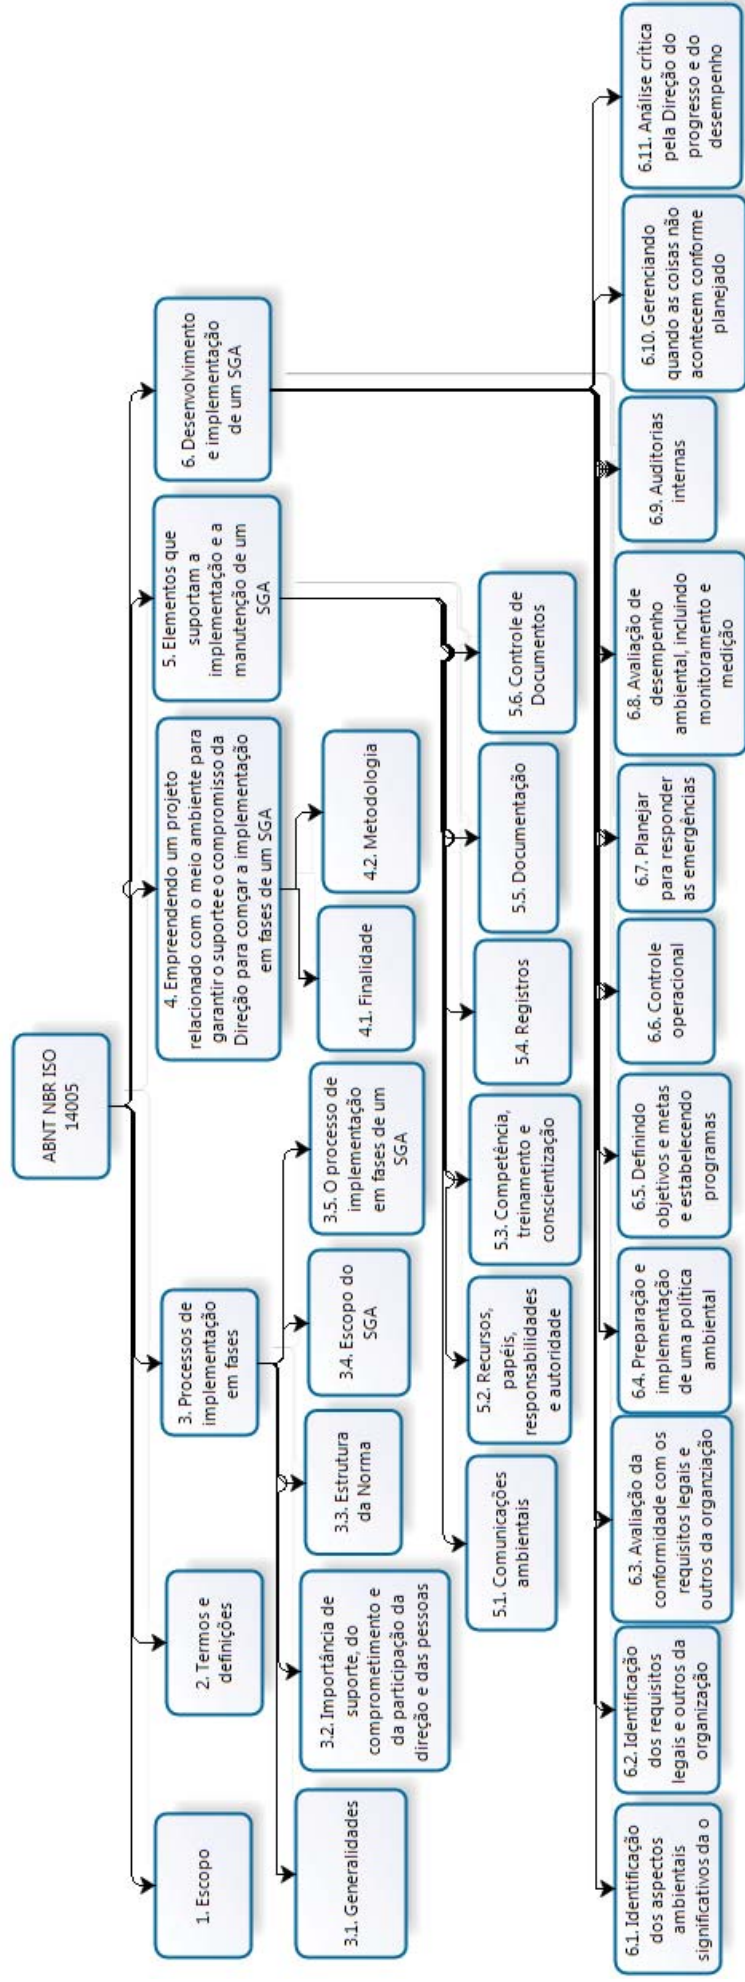 ABNT NBR ISO
14005
1. Escopo
2. Termos e
definições
3. Processos de
implementação
em fases
4. Empreendendo um projeto
relacionado com o meio ambiente para
garantir o suporte e o compromisso da
Direção para comçar a implementação
em fases de um SGA
5. Elementos que
suportam a
implementação e a
manutenção de um
SGA
6. Desenvolvimento
e implementação
de um SGA
3.1. Generalidades
3.2. Importância de
suporte, do
comprometimento e
da participação da
direção e das pessoas
3.3. Estrutura
da Norma
3.4. Escopo do
SGA
3.5. O processo de
implementação
em fases de um
SGA
4.1. Finalidade
4.2. Metodologia
5.1. Comunicações
ambientais
5.2. Recursos,
papéis,
responsabilidades
e autoridade
5.3. Competência,
treinamento e
conscientização
5.4. Registros
5.5. Documentação
5.6. Controle de
Documentos
6.1. Identificação
dos aspectos
ambientais
significativos da o
6.2. Identificação
dos requisitos
legais e outros da
organização
6.3. Avaliação da
conformidade com os
requisitos legais e
outros da organziação
6.4. Preparação e
implementação
de uma política
ambiental
6.5. Definindo
objetivos e metas
e estabelecendo
programas
6.6. Controle
operacional
6.7. Planejar
para responder
as emergências
6.8. Avaliação de
desempenho
ambiental, incluindo
monitoramento e
medição
6.9. Auditorias
internas
6.10. Gerenciando
quando as coisas não
acontecem conforme
planejado
6.11. Análise crítica
pela Direção do
progresso e do
desempenho